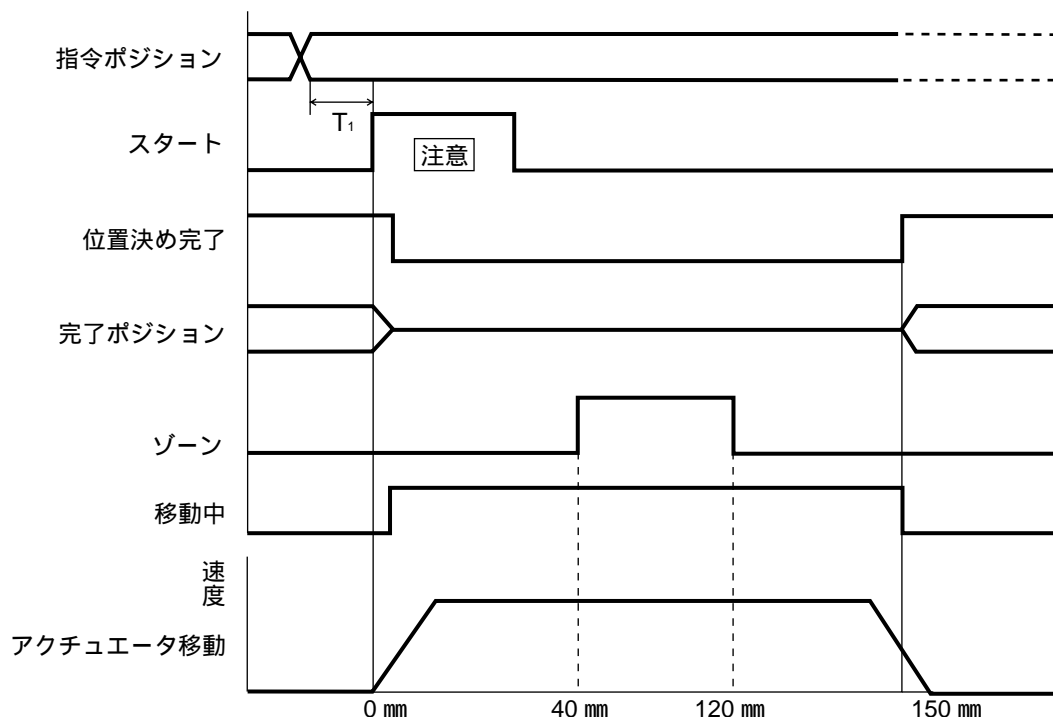 指令ポジション
T₁
スタート
注意
位置決め完了
完了ポジション
ゾーン
移動中
速度
アクチュエータ移動
0 ㎜
40 ㎜
120 ㎜
150 ㎜